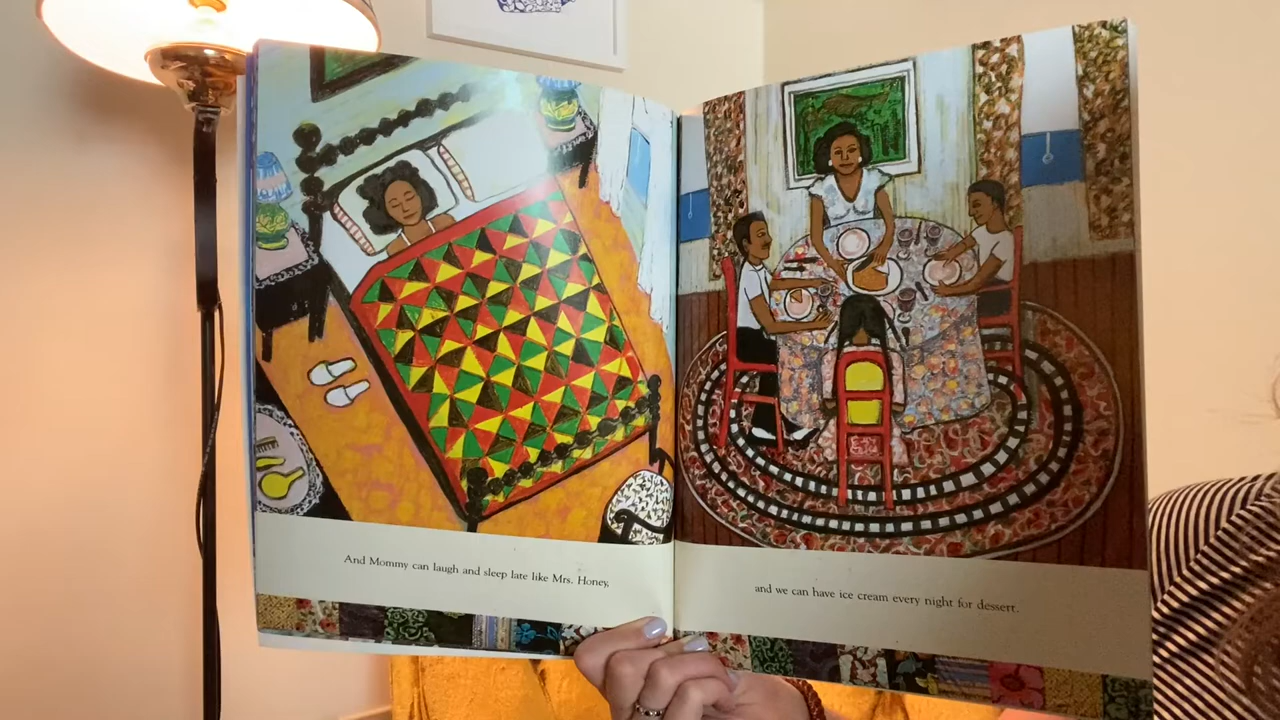 And Mommy can laugh and sleep late like Mrs. Honey,
and we can have ice cream every night for dessert.